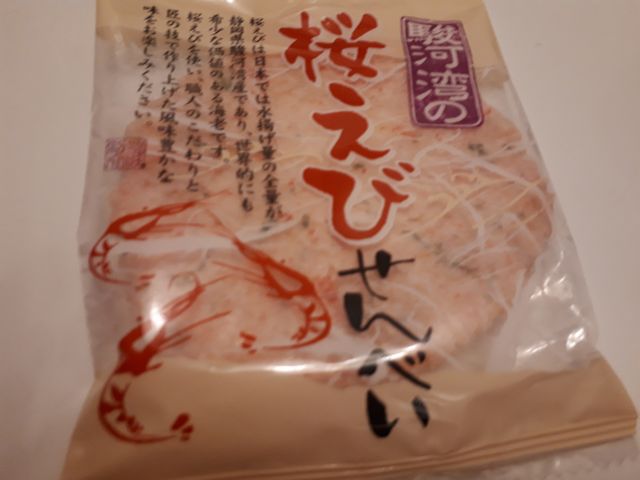 駿河湾の
桜えび
せんべい
桜えびは日本では水揚げ量の全量が
静岡県駿河湾産であり、世界的にも
希少な価値のある海老です。
桜えびを使い、職人のこだわりと
匠の技で作り上げた風味豊かな
味をお楽しみください。